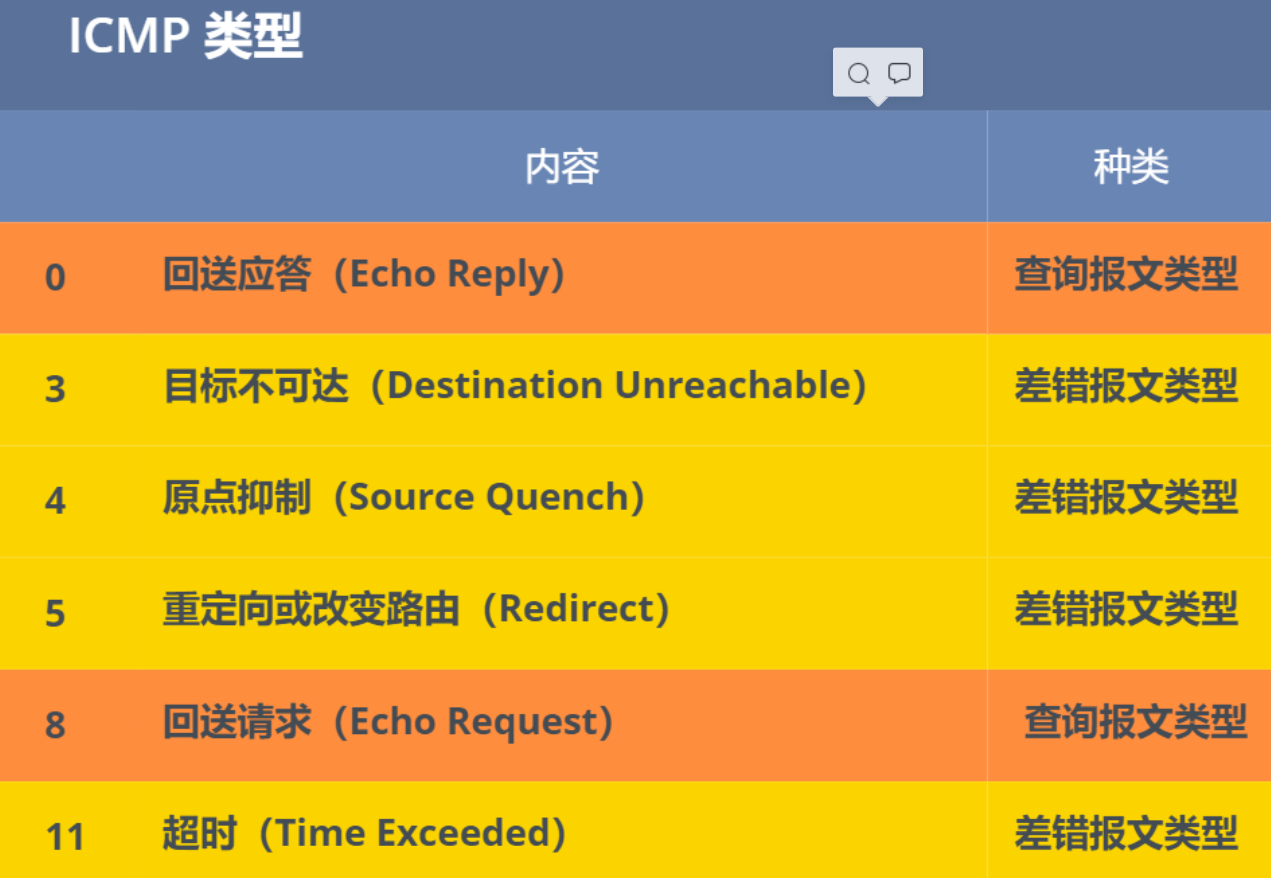 ICMP 类型
内容 种类
0 回送应答（Echo Reply） 查询报文类型
3 目标不可达（Destination Unreachable） 差错报文类型
4 原点抑制（Source Quench） 差错报文类型
5 重定向或改变路由（Redirect） 差错报文类型
8 回送请求（Echo Request） 查询报文类型
11 超时（Time Exceeded） 差错报文类型